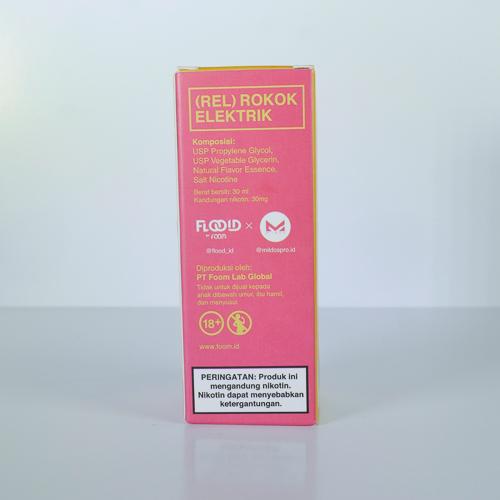 (REL) ROKOK
ELEKTRIK
Komposisi:
USP Propylene Glycol,
USP Vegetable Glycerin,
Natural Flavor Essence,
Salt Nicotine
Berat bersih: 30 ml
Kandungan nikotin: 30mg
FLOOD X M
BY FOOM
@flood_id @mildospro.id
Diproduksi oleh:
PT Foom Lab Global
Tidak untuk dijual kepada
anak dibawah umur, ibu hamil,
dan menyusui.
18+
www.foom.id
PERINGATAN: Produk ini
mengandung nikotin.
Nikotin dapat menyebabkan
ketergantungan.